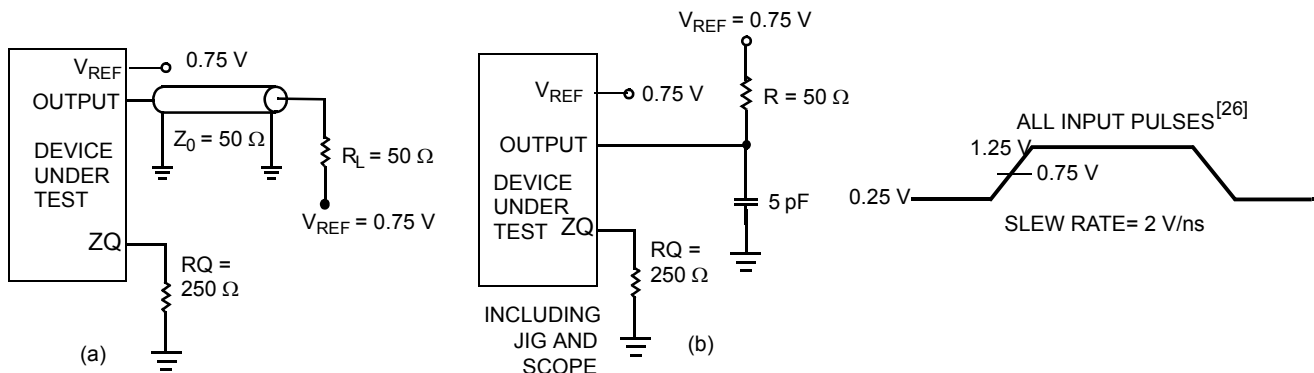 V_REF
0.75 V
OUTPUT
Z_0 = 50 Ω
DEVICE
UNDER
TEST
R_L = 50 Ω
V_REF = 0.75 V
ZQ
RQ =
250 Ω
(a)
V_REF = 0.75 V
R = 50 Ω
V_REF
0.75 V
OUTPUT
DEVICE
UNDER
TEST
5 pF
ZQ
RQ =
250 Ω
INCLUDING
JIG AND
SCOPE
(b)
ALL INPUT PULSES[26]
1.25 V
0.75 V
0.25 V
SLEW RATE= 2 V/ns